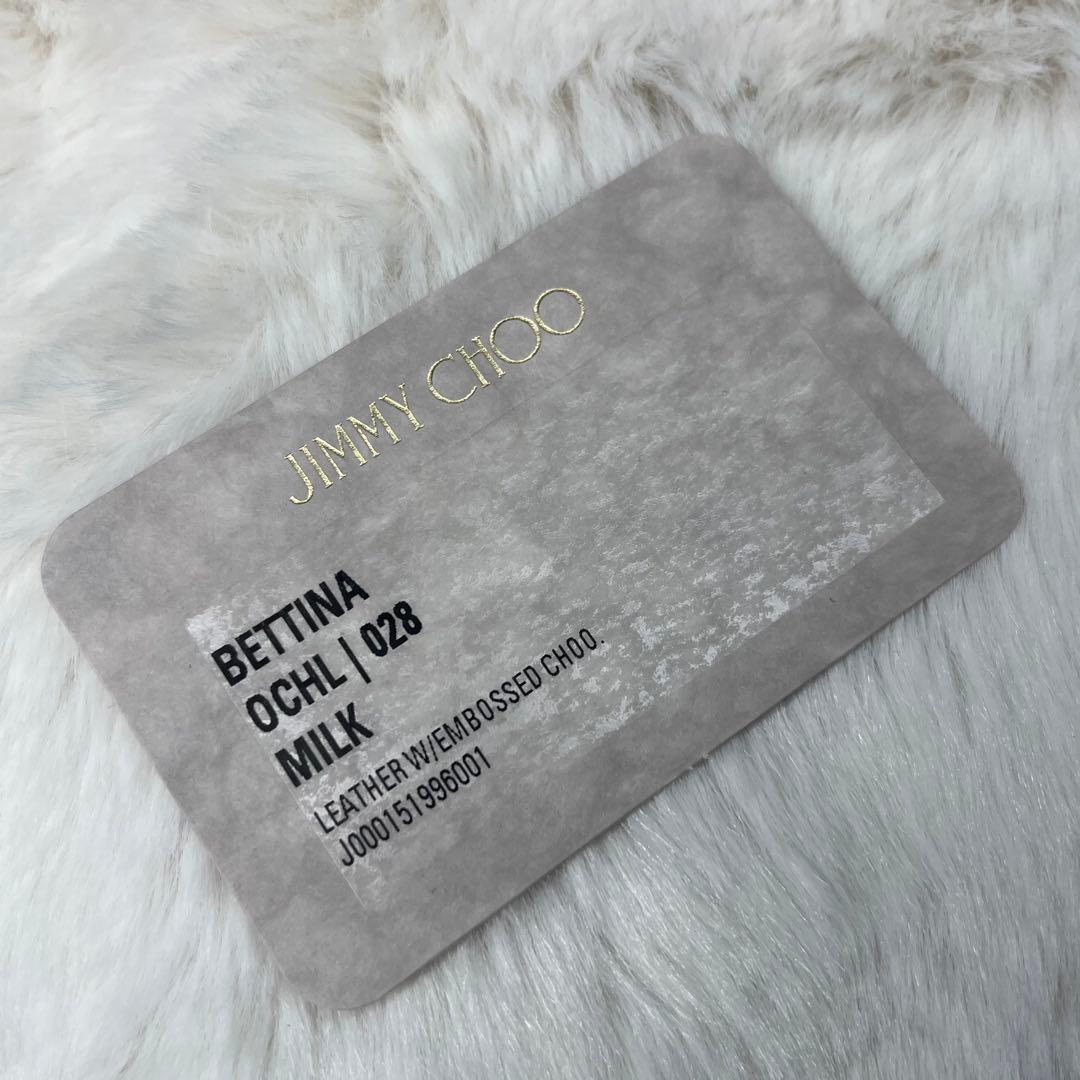 JIMMY CHOO
BETTINA
OCHL | 028
MILK
LEATHER W/EMBOSSED CHOO.
J000151996001